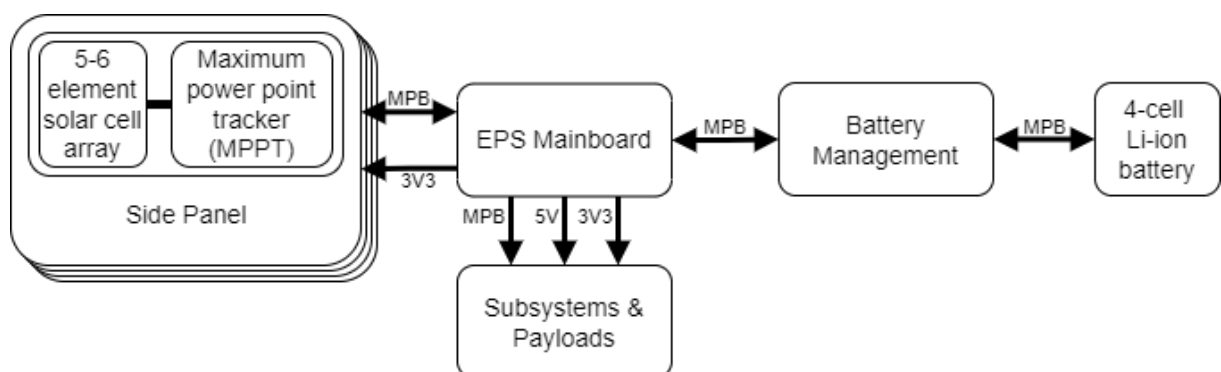 5-6
element
solar cell
array
Maximum
power point
tracker
(MPPT)
Side Panel
MPB
3V3
EPS Mainboard
MPB
5V
3V3
Subsystems &
Payloads
MPB
Battery
Management
MPB
4-cell
Li-ion
battery